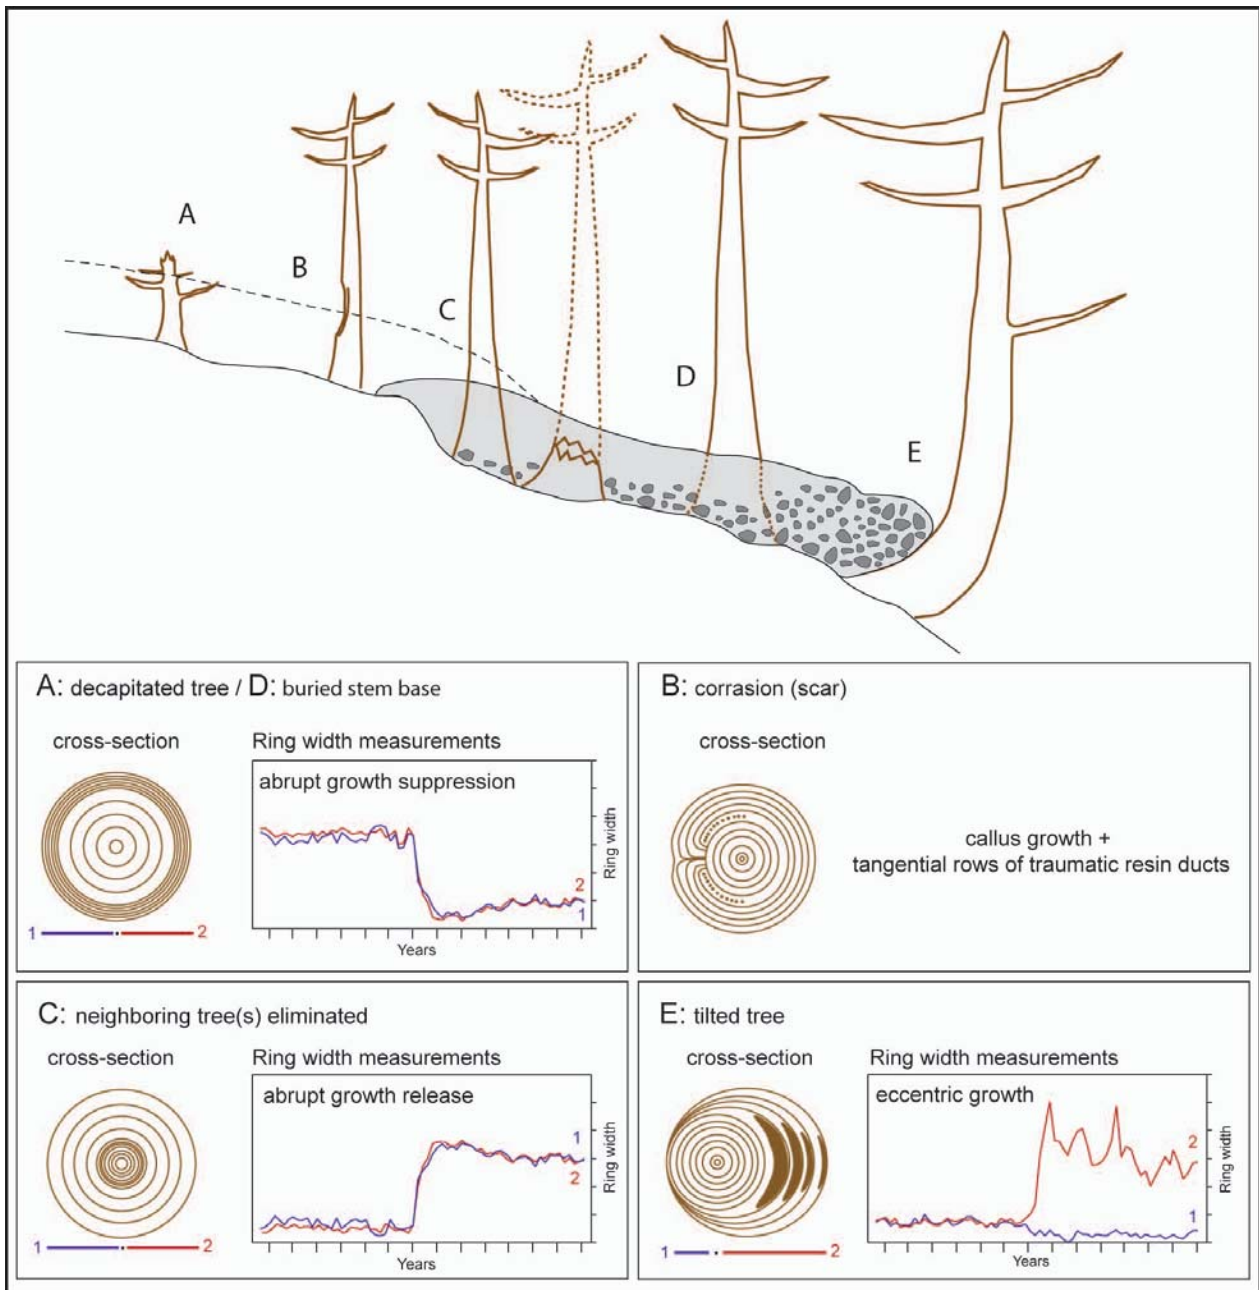 A
B
C
D
E
A: decapitated tree / D: buried stem base
cross-section
Ring width measurements
abrupt growth suppression
Ring width
2
1
Years
1
2
B: corrasion (scar)
cross-section
callus growth +
tangential rows of traumatic resin ducts
C: neighboring tree(s) eliminated
cross-section
Ring width measurements
abrupt growth release
Ring width
1
2
Years
1
2
E: tilted tree
cross-section
Ring width measurements
eccentric growth
Ring width
2
1
Years
1
2